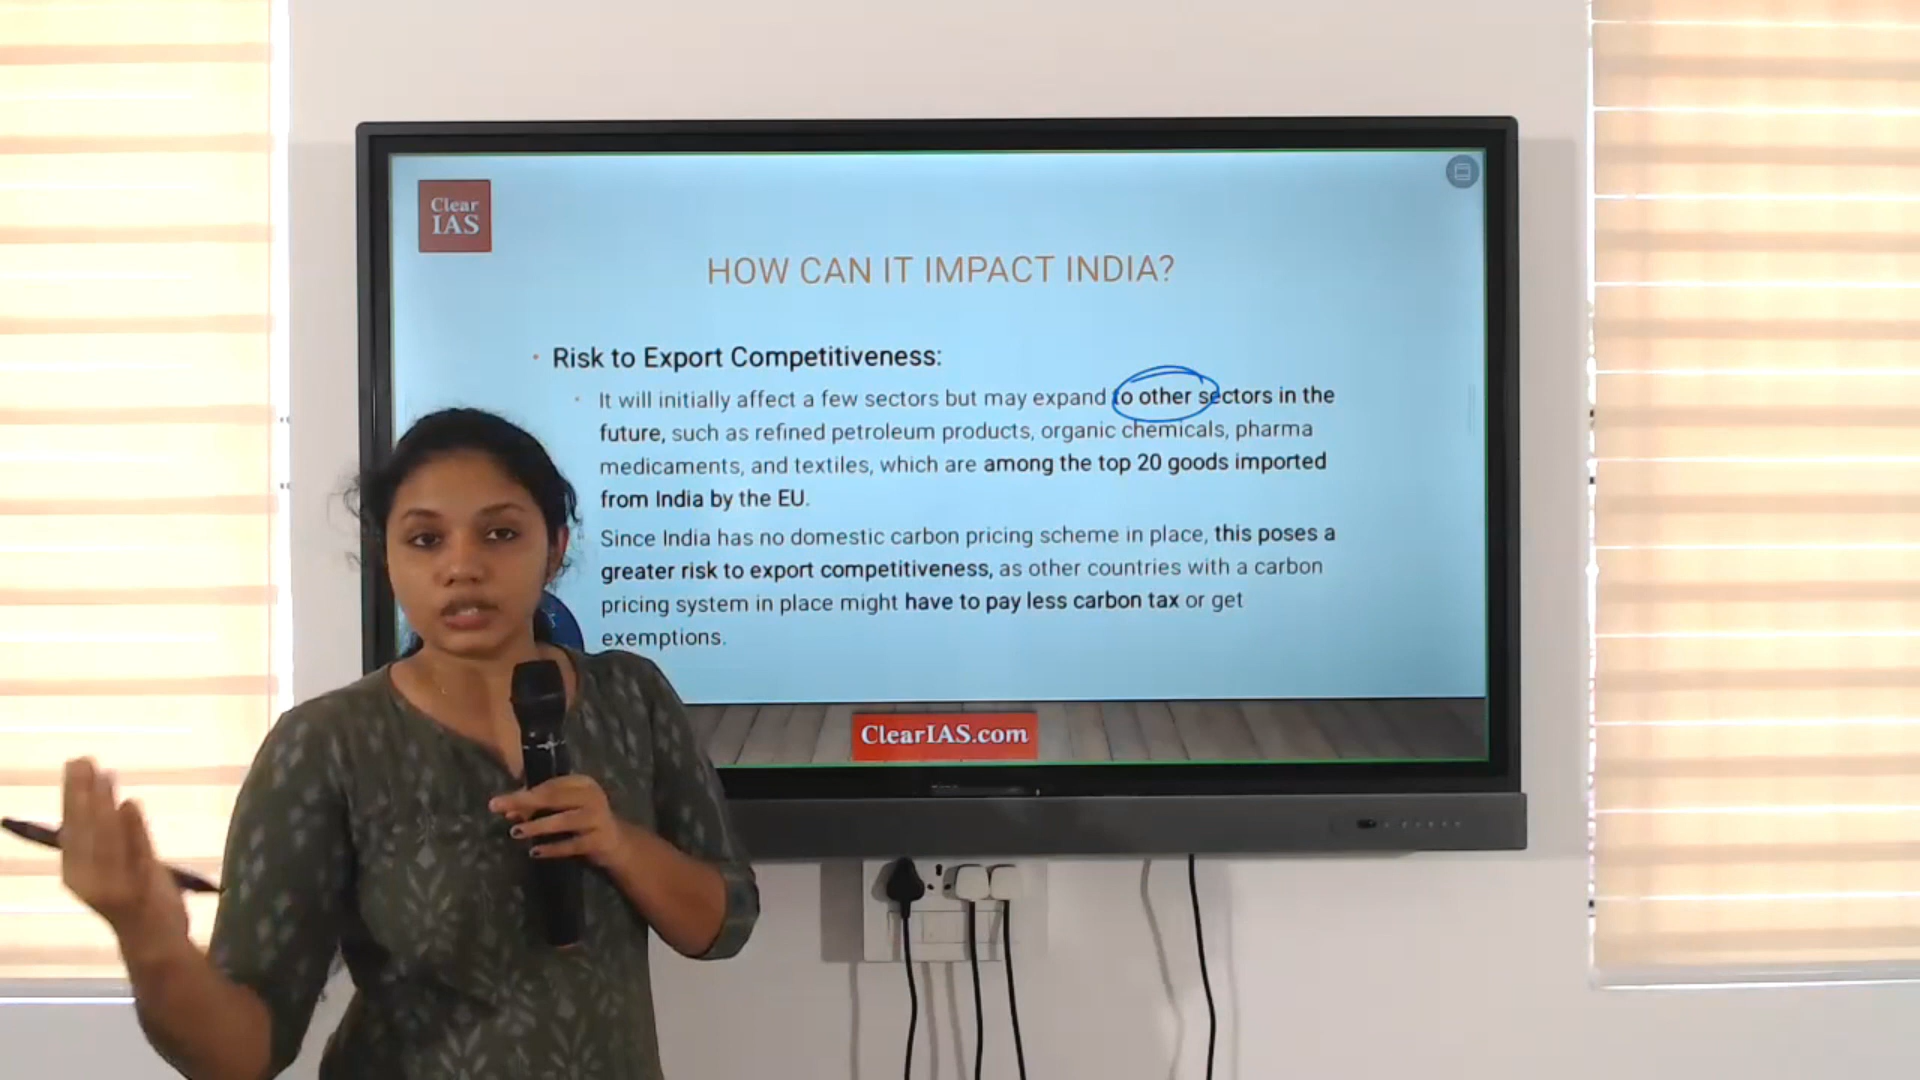 Clear
IAS
HOW CAN IT IMPACT INDIA?
Risk to Export Competitiveness:
It will initially affect a few sectors but may expand to other sectors in the
future, such as refined petroleum products, organic chemicals, pharma
medicaments, and textiles, which are among the top 20 goods imported
from India by the EU.
Since India has no domestic carbon pricing scheme in place, this poses a
greater risk to export competitiveness, as other countries with a carbon
pricing system in place might have to pay less carbon tax or get
exemptions.
ClearIAS.com